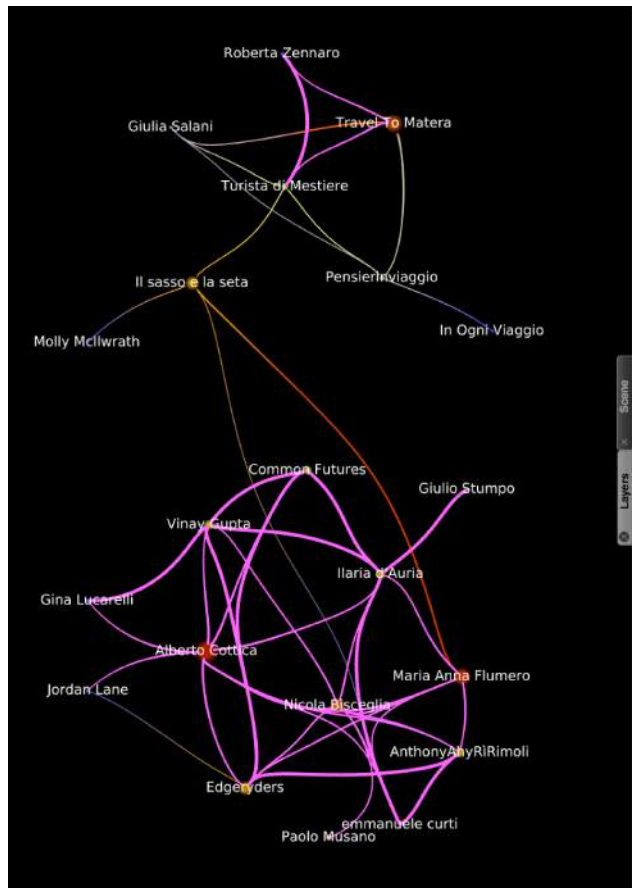 Roberta Zennaro
Travel To Matera
Giulia Salani
Turista di Mestiere
PensierInviaggio
Il sasso e la seta
In Ogni Viaggio
Molly McIlwrath
Scene
Layers
Common Futures
Giulio Stumpo
Vinay Gupta
Ilaria d'Auria
Gina Lucarelli
Alberto Cottica
Maria Anna Flumero
Jordan Lane
Nicola Bisceglia
AnthonyAhyRìRimoli
Edgeryders
emmanuele curti
Paolo Musano